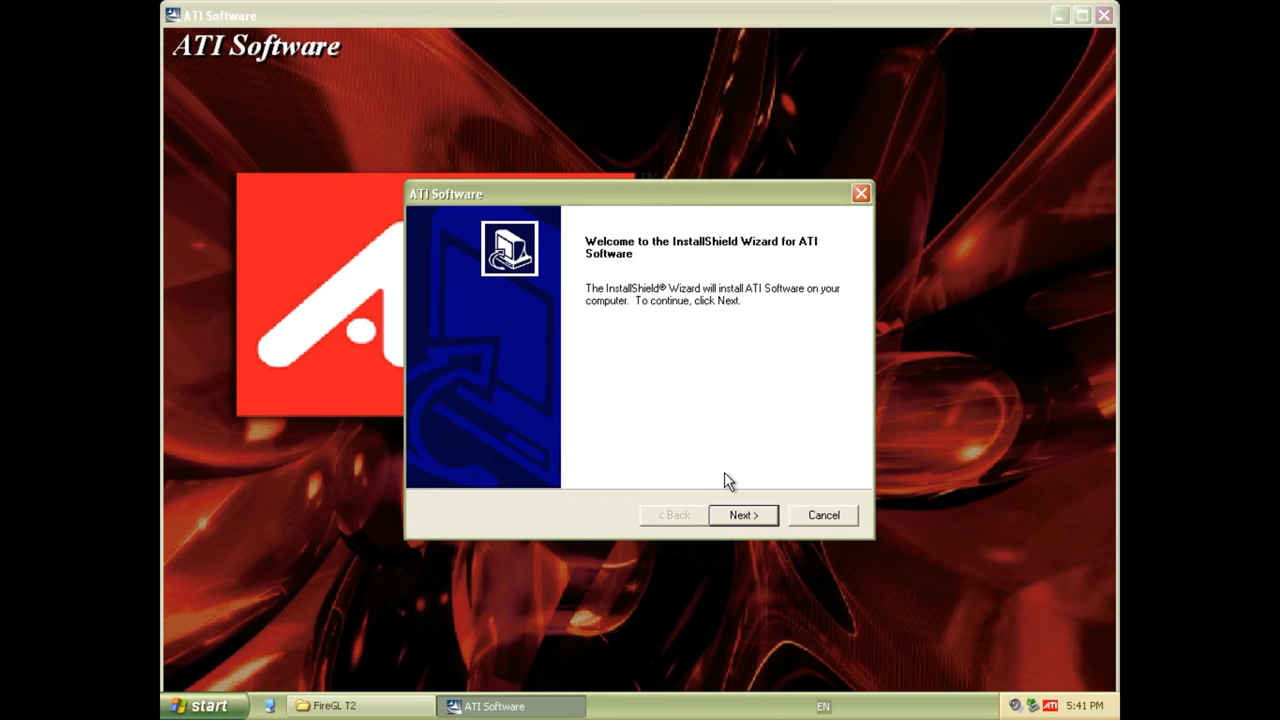 ATI Software
ATI Software
ATI Software
Welcome to the InstallShield Wizard for ATI
Software
The InstallShield® Wizard will install ATI Software on your
computer. To continue, click Next.
< Back
Next >
Cancel
start
FireGL T2
ATI Software
EN
ATI
5:41 PM